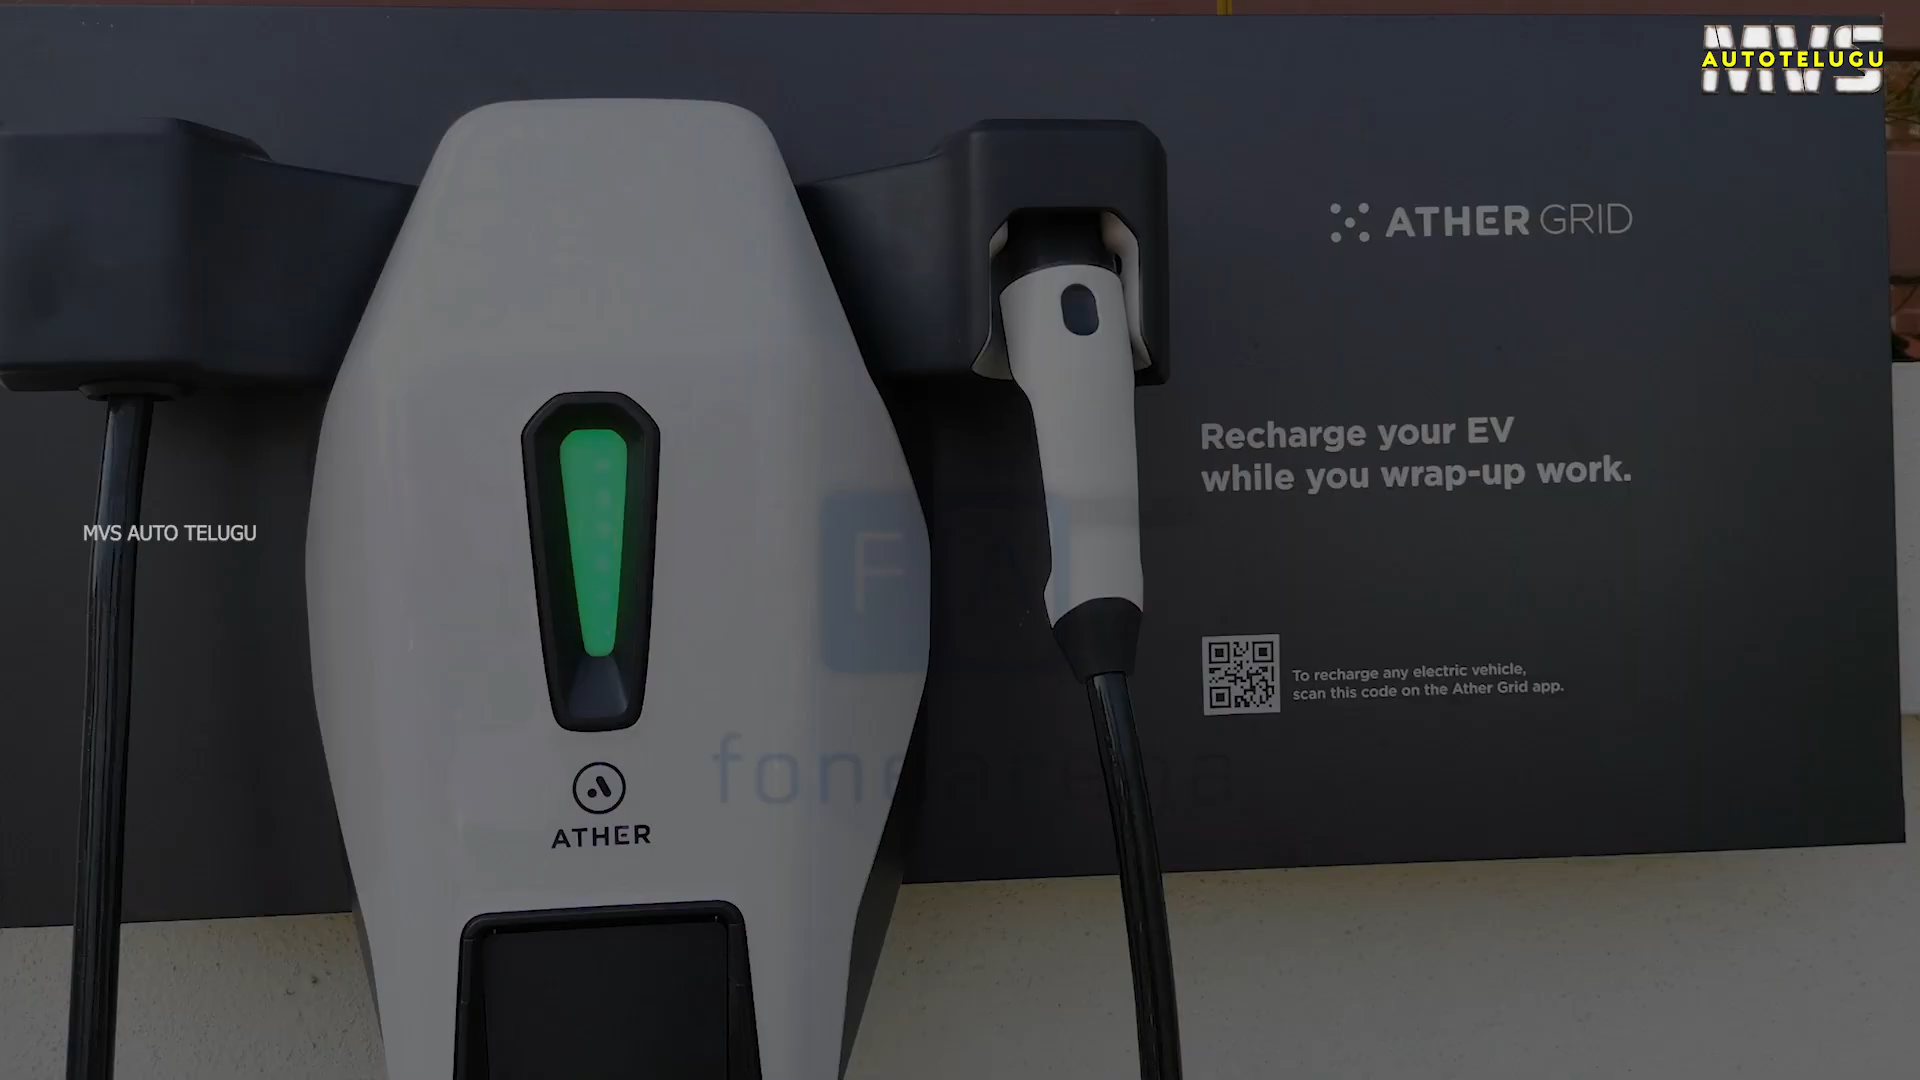 MVS
AUTOTELUGU
ATHER GRID
Recharge your EV
while you wrap-up work.
MVS AUTO TELUGU
F
To recharge any electric vehicle,
scan this code on the Ather Grid app.
fonearena
ATHER